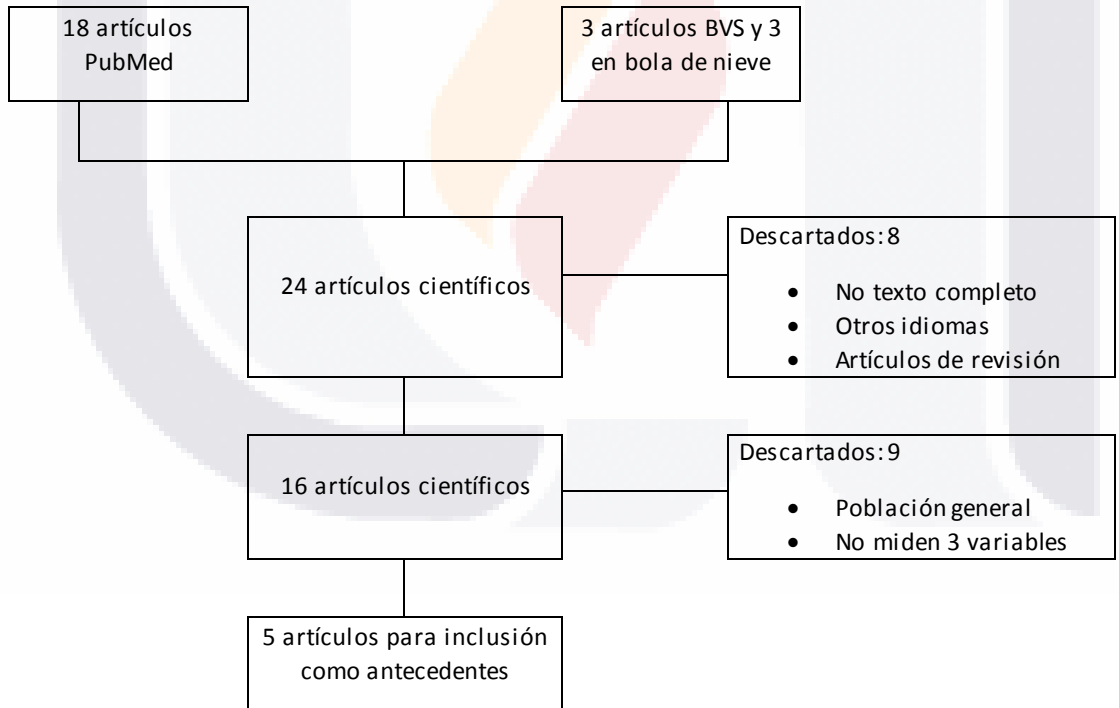 18 artículos
PubMed
3 artículos BVS y 3
en bola de nieve
24 artículos científicos
Descartados: 8
• No texto completo
• Otros idiomas
• Artículos de revisión
16 artículos científicos
Descartados: 9
• Población general
• No miden 3 variables
5 artículos para inclusión
como antecedentes